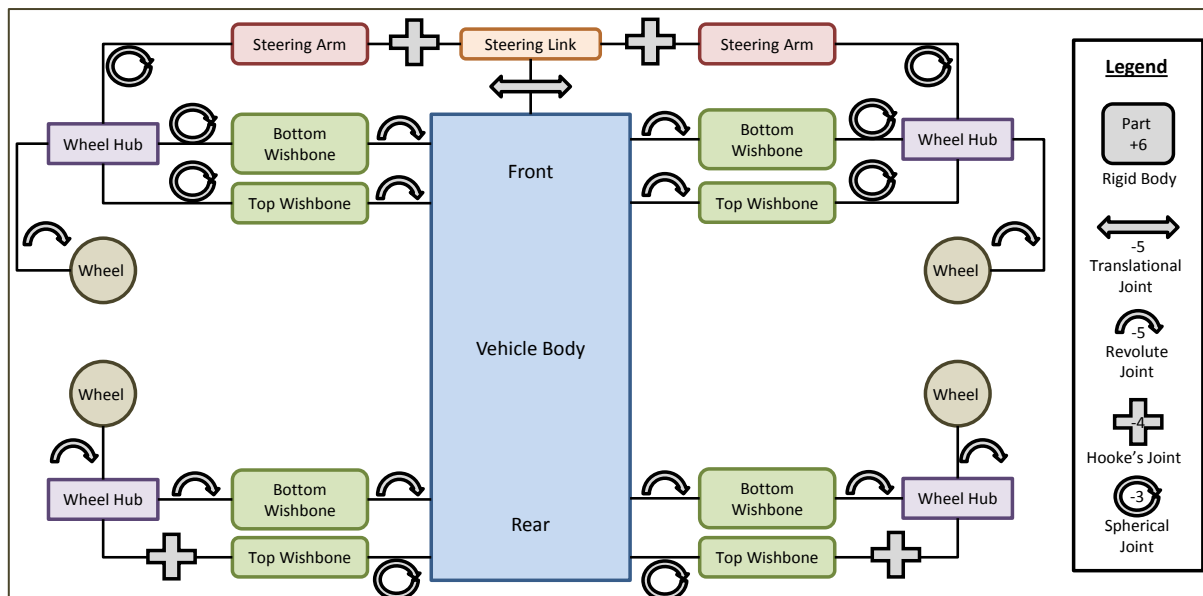 Steering Arm
Steering Link
Steering Arm
Legend
Wheel Hub
Bottom
Wishbone
Front
Bottom
Wishbone
Wheel Hub
Part
+6
Rigid Body
Top Wishbone
Top Wishbone
-5
Translational
Joint
Wheel
Wheel
-5
Revolute
Joint
Vehicle Body
Wheel
Wheel
-4
Hooke's Joint
Wheel Hub
Bottom
Wishbone
Rear
Bottom
Wishbone
Wheel Hub
-3
Spherical
Joint
Top Wishbone
Top Wishbone